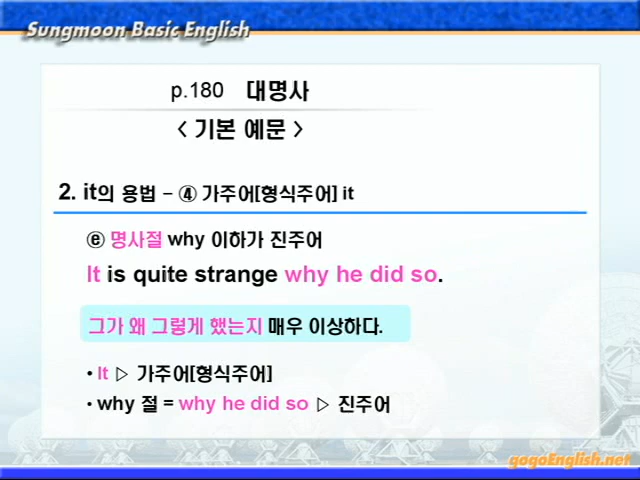 Sungmoon Basic English
p.180 대명사
< 기본 예문 >
2. it의 용법 – ④ 가주어[형식주어] it
ⓔ 명사절 why 이하가 진주어
It is quite strange why he did so.
그가 왜 그렇게 했는지 매우 이상하다.
• It ▷ 가주어[형식주어]
• why 절 = why he did so ▷ 진주어
gogoEnglish.net